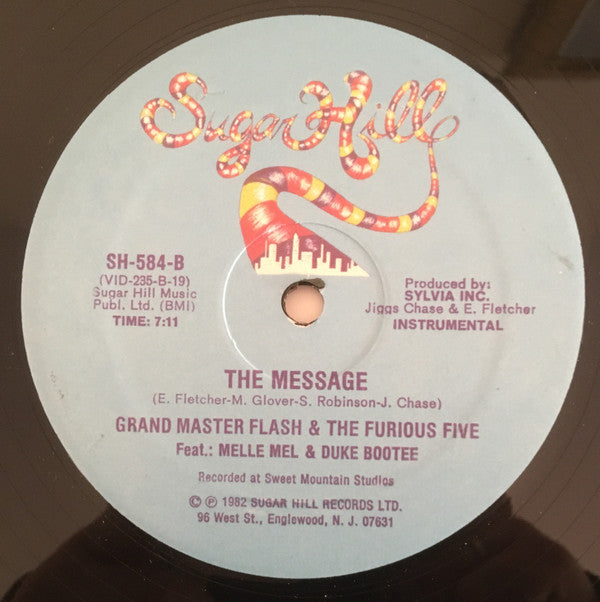 Sugar Hill
SH-584-B
(VID-235-B-19)
Sugar Hill Music
Publ. Ltd. (BMI)
TIME: 7:11
Produced by:
SYLVIA INC.
Jiggs Chase & E. Fletcher
INSTRUMENTAL
THE MESSAGE
(E. Fletcher-M. Glover-S. Robinson-J. Chase)
GRAND MASTER FLASH & THE FURIOUS FIVE
Feat.: MELLE MEL & DUKE BOOTEE
Recorded at Sweet Mountain Studios
© ℗ 1982 SUGAR HILL RECORDS LTD.
96 West St., Englewood, N. J. 07631